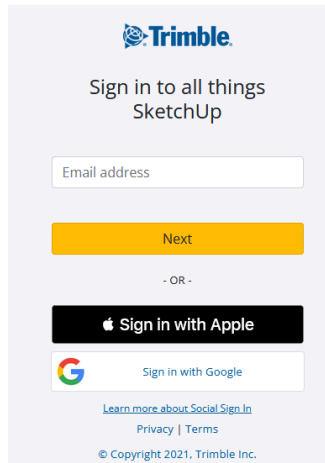 Trimble.
Sign in to all things
SketchUp
Email address
Next
- OR -
Sign in with Apple
Sign in with Google
Learn more about Social Sign In
Privacy | Terms
© Copyright 2021, Trimble Inc.